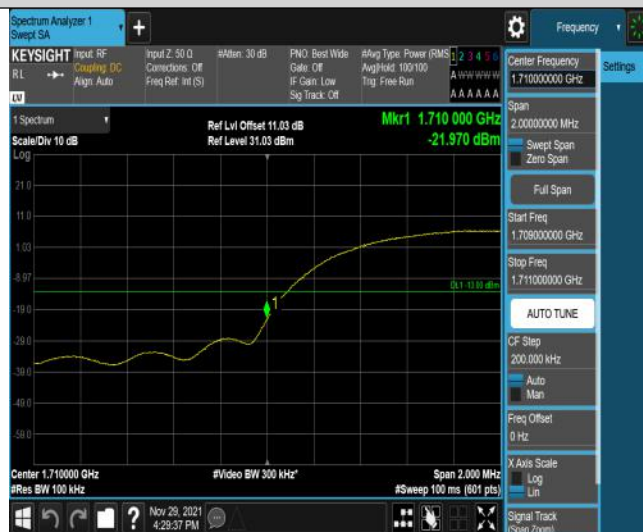 Spectrum Analyzer 1
Swept SA
+
Frequency
KEYSIGHT
Input: RF
Coupling: DC
Align: Auto
Input Z: 50 Ω
Corrections: Off
Freq Ref: Int (S)
#Atten: 30 dB
PNO: Best Wide
Gate: Off
IF Gain: Low
Sig Track: Off
#Avg Type: Power (RMS
Avg|Hold: 100/100
Trig: Free Run
1 2 3 4 5 6
A W W W W W
A A A A A A
R L
LXI
Center Frequency
1.710000000 GHz
Settings
Span
2.00000000 MHz
Swept Span
Zero Span
Full Span
Start Freq
1.709000000 GHz
Stop Freq
1.711000000 GHz
AUTO TUNE
CF Step
200.000 kHz
Auto
Man
Freq Offset
0 Hz
X Axis Scale
Log
Lin
Signal Track
(Span Zoom)
1 Spectrum
Scale/Div 10 dB
Log
Ref Lvl Offset 11.03 dB
Ref Level 31.03 dBm
Mkr1 1.710 000 GHz
-21.970 dBm
21.0
11.0
1.03
-8.97
-19.0
-29.0
-39.0
-49.0
-59.0
1
Center 1.710000 GHz
#Res BW 100 kHz
#Video BW 300 kHz*
Span 2.000 MHz
#Sweep 100 ms (601 pts)
Nov 29, 2021
4:29:37 PM